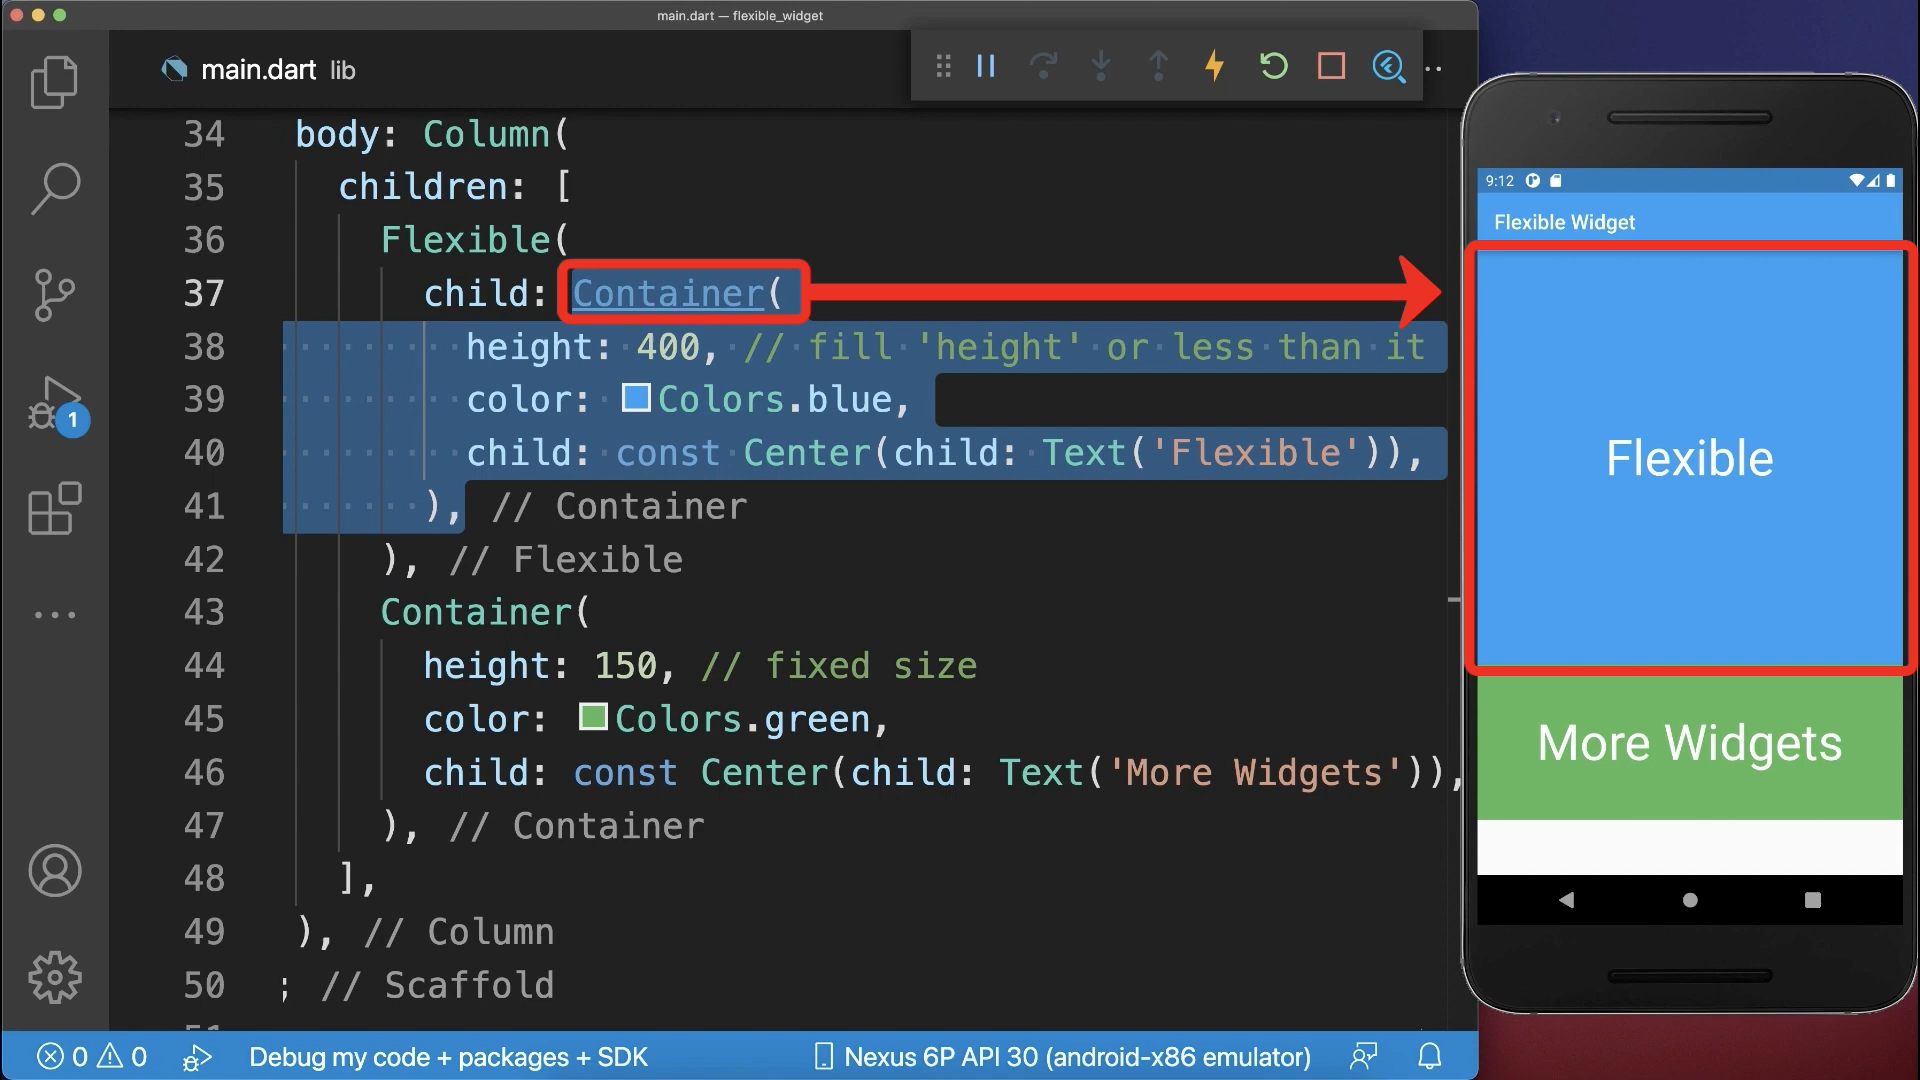 main.dart — flexible_widget
main.dart lib
34 body: Column(
35 children: [
36 Flexible(
37 child: Container(
38 height: 400, // fill 'height' or less than it
39 color: Colors.blue,
40 child: const Center(child: Text('Flexible')),
41 ), // Container
42 ), // Flexible
43 Container(
44 height: 150, // fixed size
45 color: Colors.green,
46 child: const Center(child: Text('More Widgets')),
47 ), // Container
48 ],
49 ), // Column
50 ; // Scaffold
1
0 0 Debug my code + packages + SDK Nexus 6P API 30 (android-x86 emulator)
9:12
Flexible Widget
Flexible
More Widgets